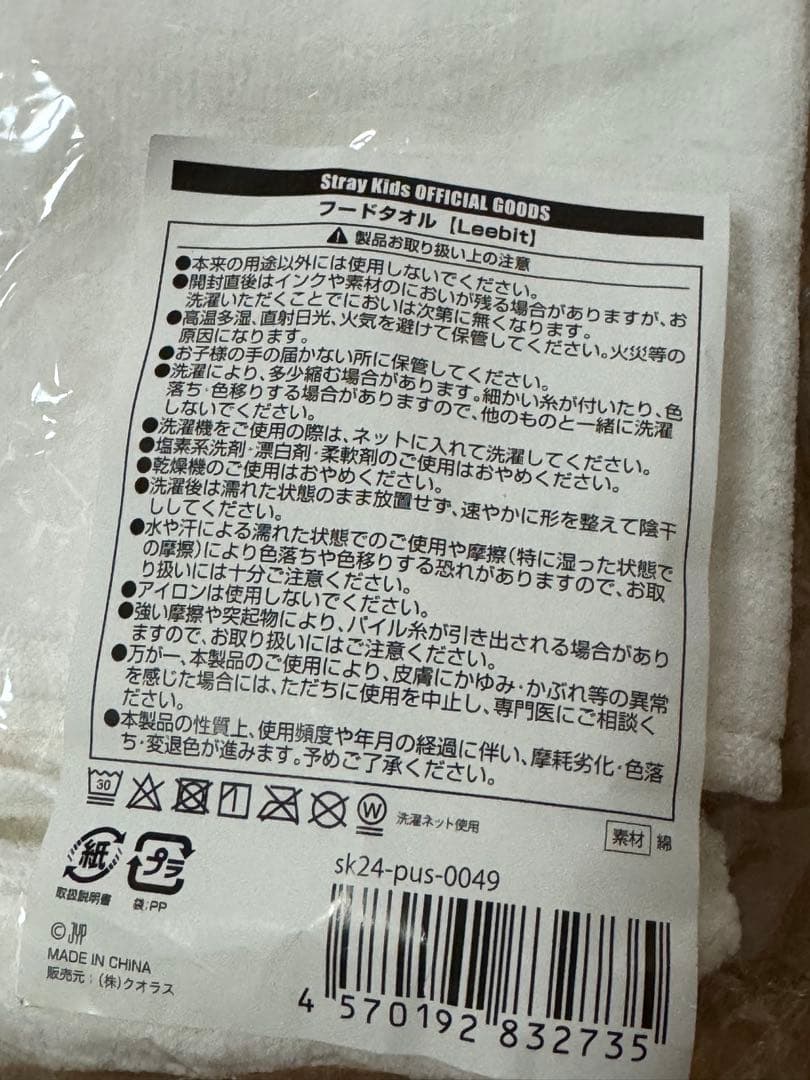 Stray Kids OFFICIAL GOODS
フードタオル【Leebit】
製品お取り扱い上の注意
●本来の用途以外には使用しないでください。
●開封直後はインクや素材のにおいが残る場合がありますが、お
洗濯いただくことでにおいは次第に無くなります。
●高温多湿、直射日光、火気を避けて保管してください。火災等の
原因になります。
●お子様の手の届かない所に保管してください。
●洗濯により、多少縮む場合があります。細かい糸が付いたり、色
落ち・色移りする場合がありますので、他のものと一緒に洗濯
しないでください。
●洗濯機をご使用の際は、ネットに入れて洗濯してください。
●塩素系洗剤・漂白剤・柔軟剤のご使用はおやめください。
●乾燥機のご使用はおやめください。
●洗濯後は濡れた状態のまま放置せず、速やかに形を整えて陰干
ししてください。
●水や汗による濡れた状態でのご使用や摩擦(特に湿った状態で
の摩擦)により色落ちや色移りする恐れがありますので、お取
り扱いには十分ご注意ください。
●アイロンは使用しないでください。
●強い摩擦や突起物により、パイル糸が引き出される場合があり
ますので、お取り扱いにはご注意ください。
●万が一、本製品のご使用により、皮膚にかゆみ・かぶれ等の異常
を感じた場合には、ただちに使用を中止し、専門医にご相談く
ださい。
●本製品の性質上、使用頻度や年月の経過に伴い、摩耗劣化・色落
ち・変退色が進みます。予めご了承ください。
30 W 洗濯ネット使用
素材 綿
紙 プラ
取扱説明書 袋:PP
sk24-pus-0049
© JYP
MADE IN CHINA
販売元:(株)クオラス
4 570192 832735